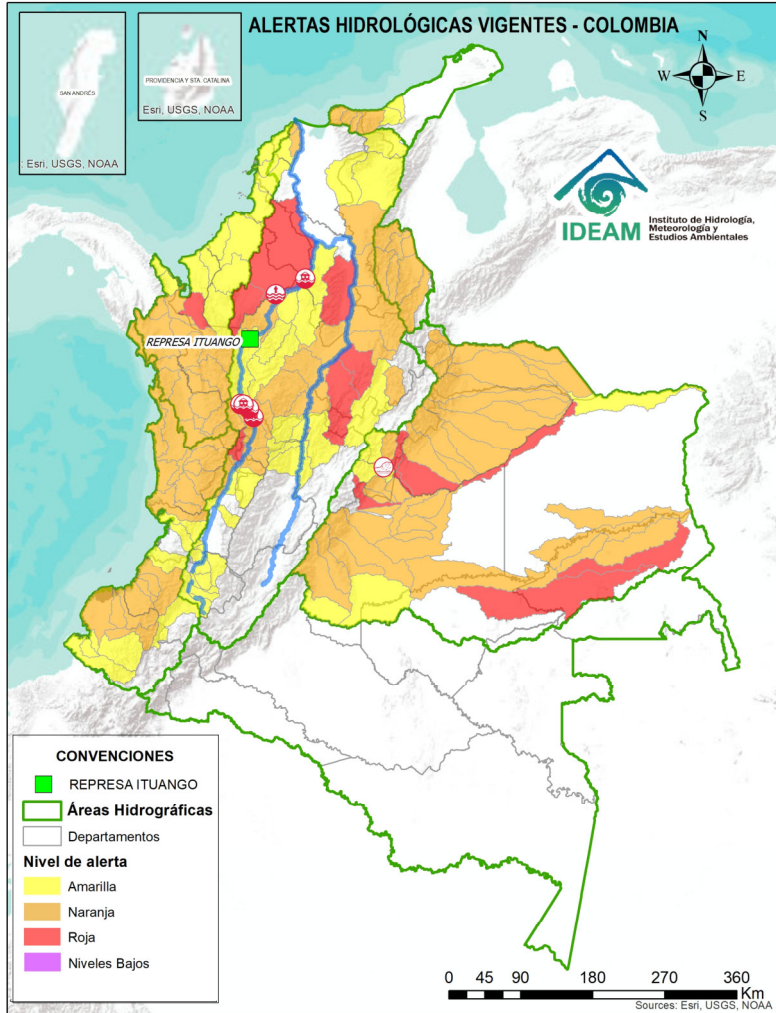 ALERTAS HIDROLÓGICAS VIGENTES - COLOMBIA
SAN ANDRÉS
: Esri, USGS, NOAA
PROVIDENCIA Y STA. CATALINA
Esri, USGS, NOAA
N
W
E
S
IDEAM
Instituto de Hidrología,
Meteorología y
Estudios Ambientales
REPRESA ITUANGO
CONVENCIONES
REPRESA ITUANGO
Áreas Hidrográficas
Departamentos
Nivel de alerta
Amarilla
Naranja
Roja
Niveles Bajos
0 45 90 180 270 360
Km
Sources: Esri, USGS, NOAA